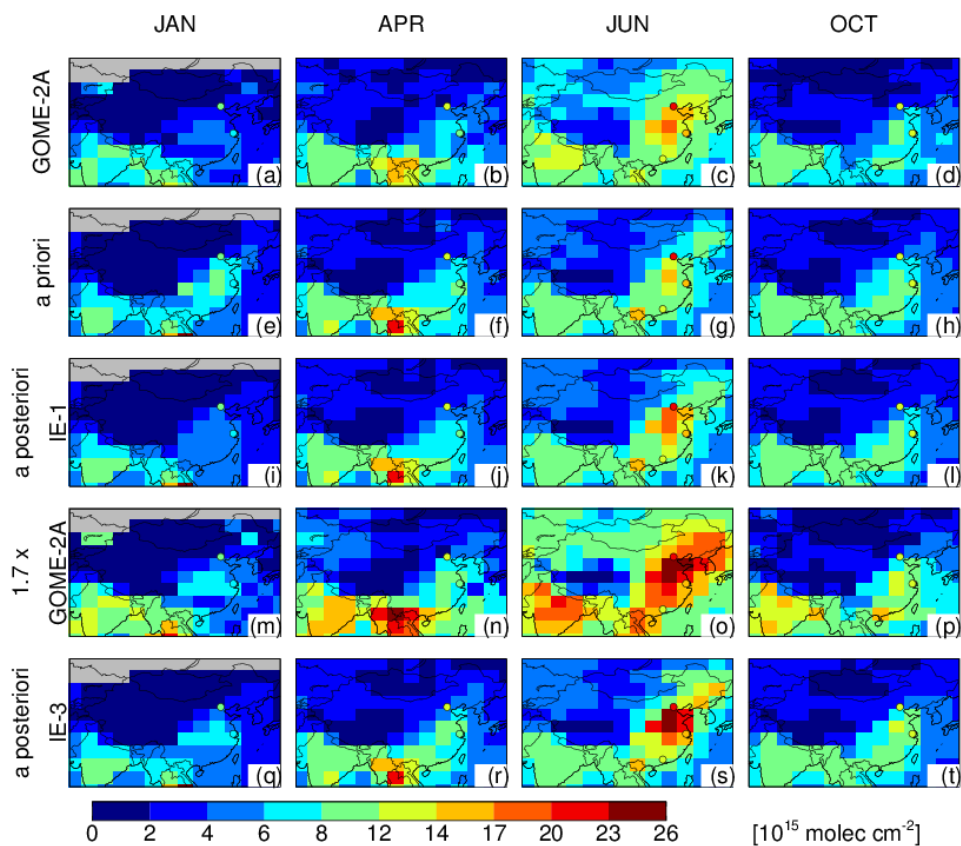 JAN APR JUN OCT
GOME-2A
(a) (b) (c) (d)
a priori
(e) (f) (g) (h)
a posteriori
IE-1
(i) (j) (k) (l)
1.7 x
GOME-2A
(m) (n) (o) (p)
a posteriori
IE-3
(q) (r) (s) (t)
0 2 4 6 8 12 14 17 20 23 26 [10¹⁵ molec cm⁻²]